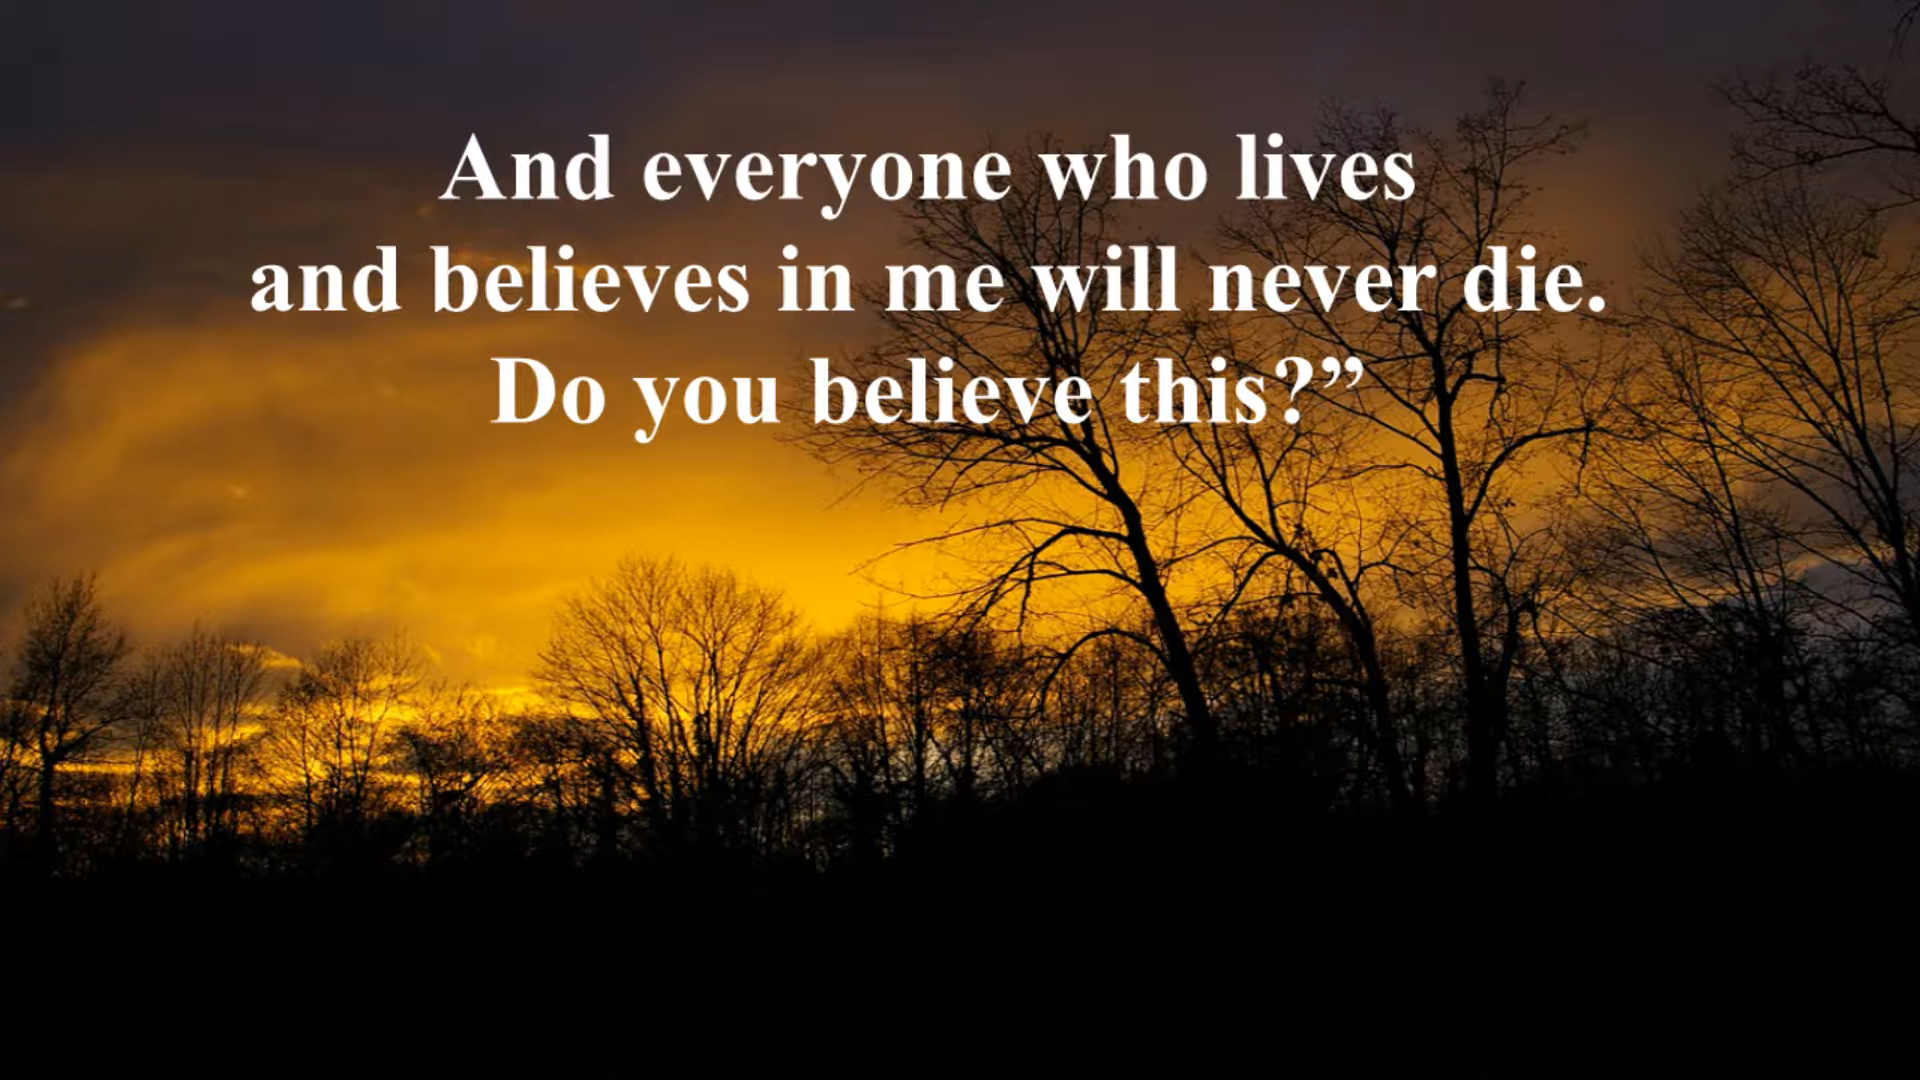 And everyone who lives
and believes in me will never die.
Do you believe this?”